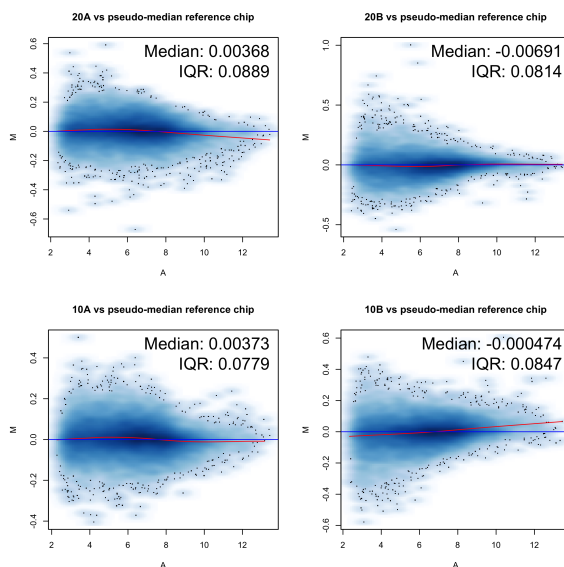 20A vs pseudo-median reference chip
Median: 0.00368
IQR: 0.0889
M
0.6
0.4
0.2
0.0
-0.2
-0.4
-0.6
2 4 6 8 10 12
A
20B vs pseudo-median reference chip
Median: -0.00691
IQR: 0.0814
M
1.0
0.5
0.0
-0.5
2 4 6 8 10 12
A
10A vs pseudo-median reference chip
Median: 0.00373
IQR: 0.0779
M
0.4
0.2
0.0
-0.2
-0.4
2 4 6 8 10 12
A
10B vs pseudo-median reference chip
Median: -0.000474
IQR: 0.0847
M
0.6
0.4
0.2
0.0
-0.2
-0.4
-0.6
2 4 6 8 10 12
A